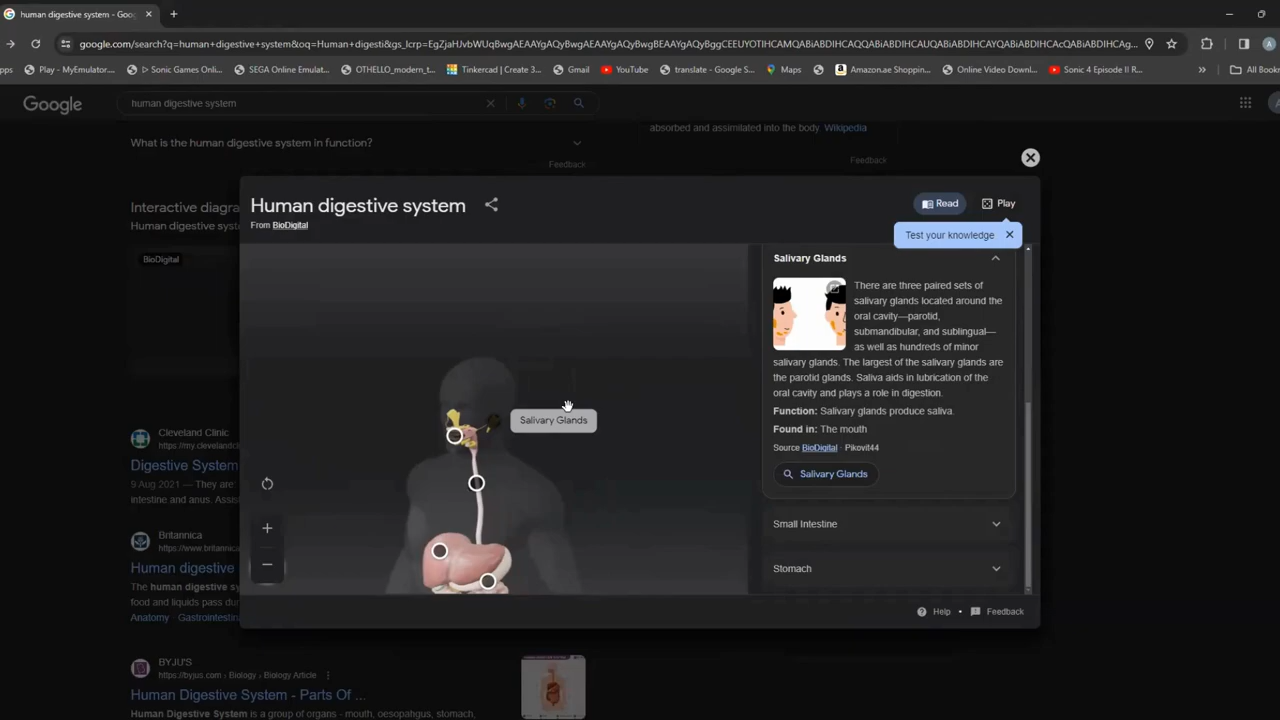 human digestive system - Goo
google.com/search?q=human+digestive+system&oq=Human+digesti&gs_lcrp=
pps
Play - MyEmulator....
▷ Sonic Games Onli...
SEGA Online Emulat...
OTHELLO_modern_t...
Tinkercad | Create 3...
Gmail
YouTube
translate - Google S...
Maps
Amazon.ae Shoppin...
Online Video Downl...
Sonic 4 Episode II R...
»
All Book
Google
human digestive system
absorbed and assimilated into the body. Wikipedia
What is the human digestive system in function?
Feedback
Feedback
Interactive diagra
Human digestive syst
BioDigital
Human digestive system
From BioDigital
Read
Play
Test your knowledge
Salivary Glands
There are three paired sets of
salivary glands located around the
oral cavity—parotid,
submandibular, and sublingual—
as well as hundreds of minor
salivary glands. The largest of the salivary glands are
the parotid glands. Saliva aids in lubrication of the
oral cavity and plays a role in digestion.
Function: Salivary glands produce saliva.
Found in: The mouth
Source BioDigital · Pikovit44
Salivary Glands
Salivary Glands
Small Intestine
Stomach
Help • Feedback
Cleveland Clinic
https://my.clevelandcli
Digestive System
9 Aug 2021 — They are
intestine and anus. Assis
Britannica
https://www.britannica
Human digestive
The human digestive sy
food and liquids pass du
Anatomy · Gastrointestina
BYJU'S
https://byjus.com › Biology › Biology Article
Human Digestive System - Parts Of ...
Human Digestive System is a group of organs - mouth, oesophagus, stomach,